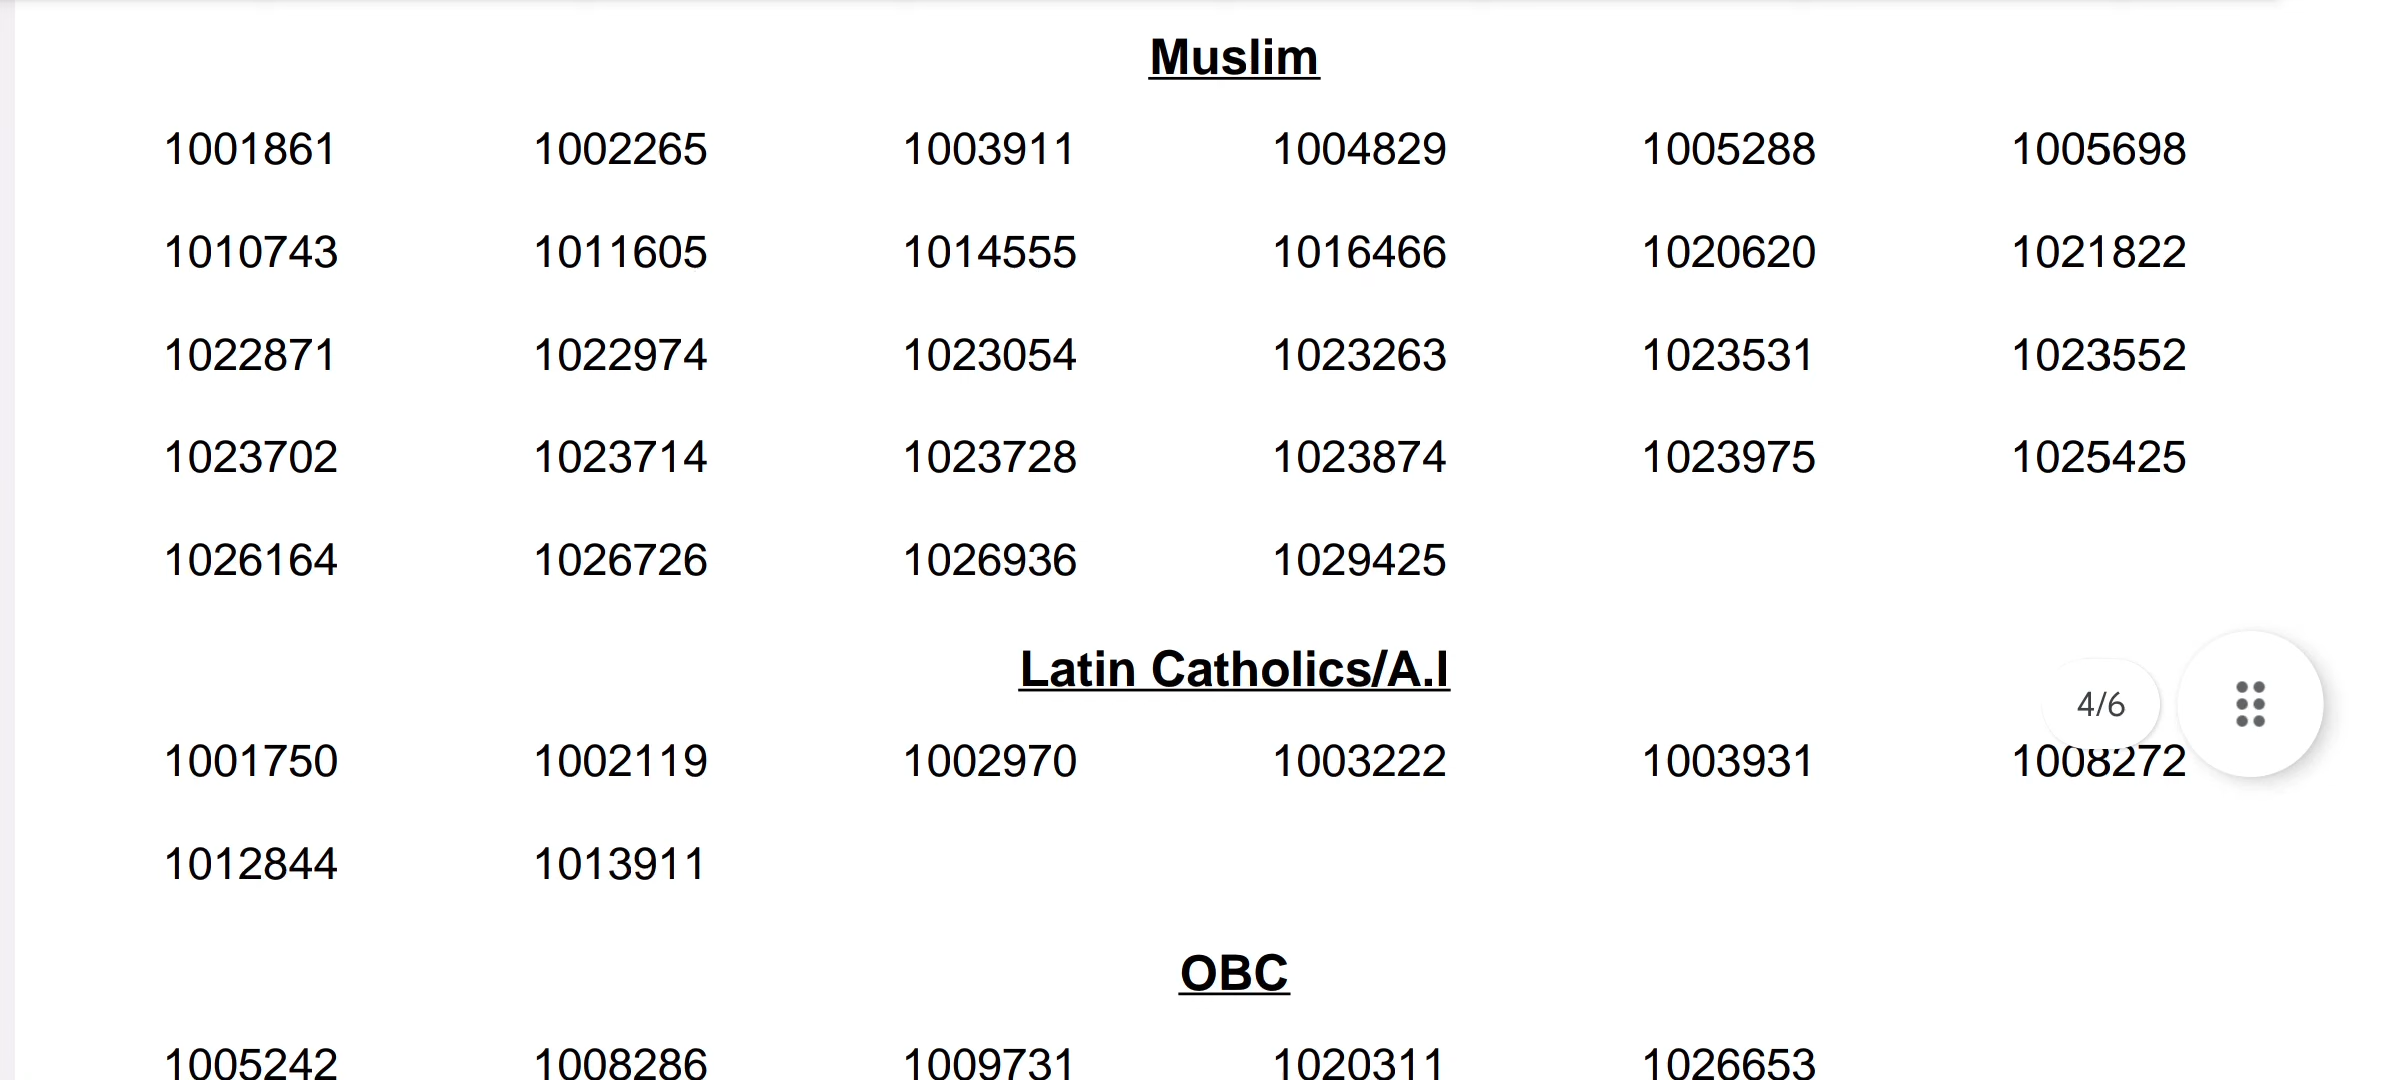 Muslim
1001861 1002265 1003911 1004829 1005288 1005698
1010743 1011605 1014555 1016466 1020620 1021822
1022871 1022974 1023054 1023263 1023531 1023552
1023702 1023714 1023728 1023874 1023975 1025425
1026164 1026726 1026936 1029425
Latin Catholics/A.I
4/6
1001750 1002119 1002970 1003222 1003931 1008272
1012844 1013911
OBC
1005242 1008286 1009731 1020311 1026653